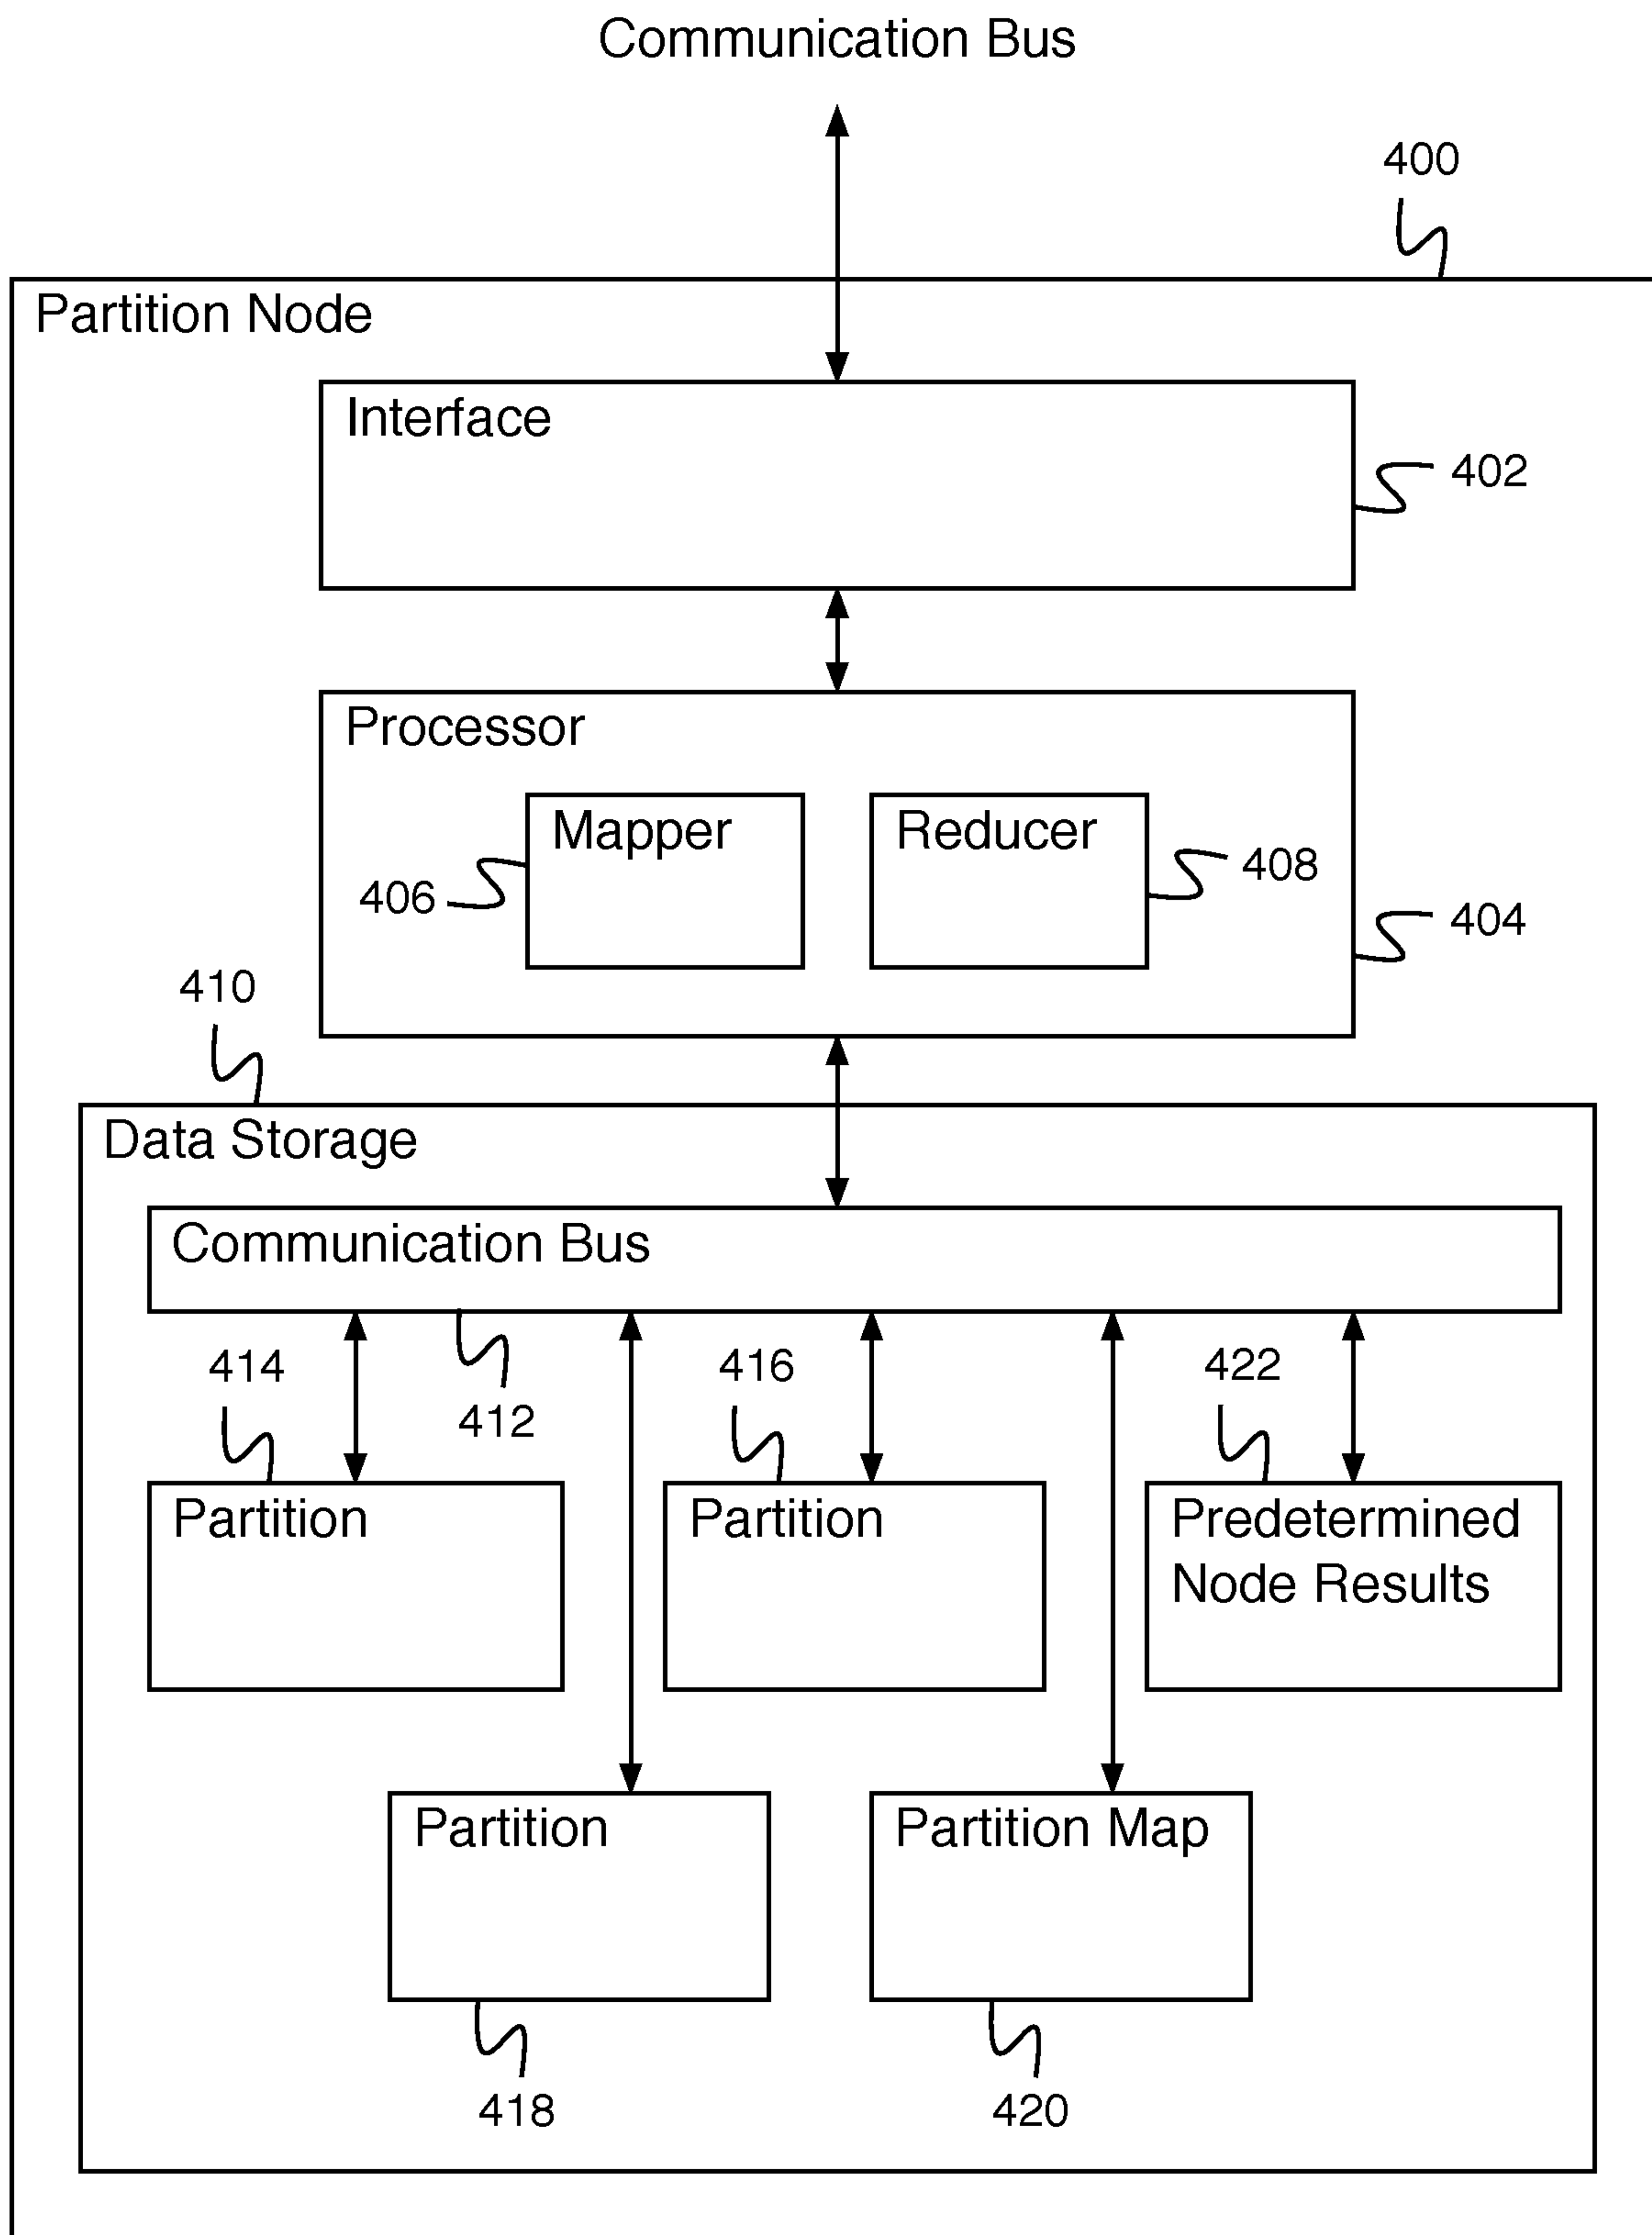 Communication Bus
400
Partition Node
Interface
402
Processor
Mapper
Reducer
406
408
404
410
Data Storage
Communication Bus
414
412
416
422
Partition
Partition
Predetermined
Node Results
Partition
Partition Map
418
420